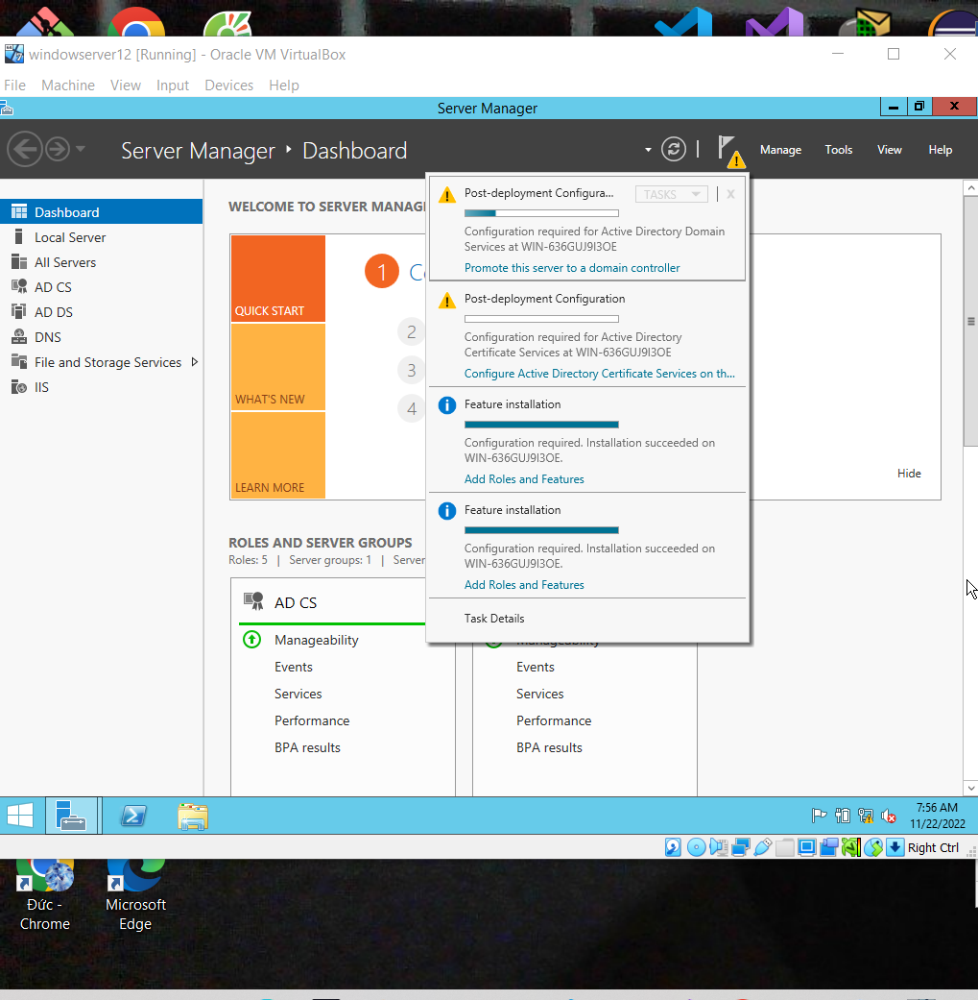 windowserver12 [Running] - Oracle VM VirtualBox
File Machine View Input Devices Help
Server Manager
Server Manager Dashboard
Manage Tools View Help
Dashboard
Local Server
All Servers
AD CS
AD DS
DNS
File and Storage Services
IIS
WELCOME TO SERVER MANAG
QUICK START
WHAT'S NEW
LEARN MORE
1
2
3
4
Hide
Post-deployment Configura...
TASKS
x
Configuration required for Active Directory Domain
Services at WIN-636GUJ9I3OE
Promote this server to a domain controller
Post-deployment Configuration
Configuration required for Active Directory
Certificate Services at WIN-636GUJ9I3OE
Configure Active Directory Certificate Services on th...
Feature installation
Configuration required. Installation succeeded on
WIN-636GUJ9I3OE.
Add Roles and Features
Feature installation
Configuration required. Installation succeeded on
WIN-636GUJ9I3OE.
Add Roles and Features
Task Details
ROLES AND SERVER GROUPS
Roles: 5 | Server groups: 1 | Server
AD CS
Manageability
Events
Services
Performance
BPA results
Manageability
Events
Services
Performance
BPA results
7:56 AM
11/22/2022
Right Ctrl
Đức -
Chrome
Microsoft
Edge